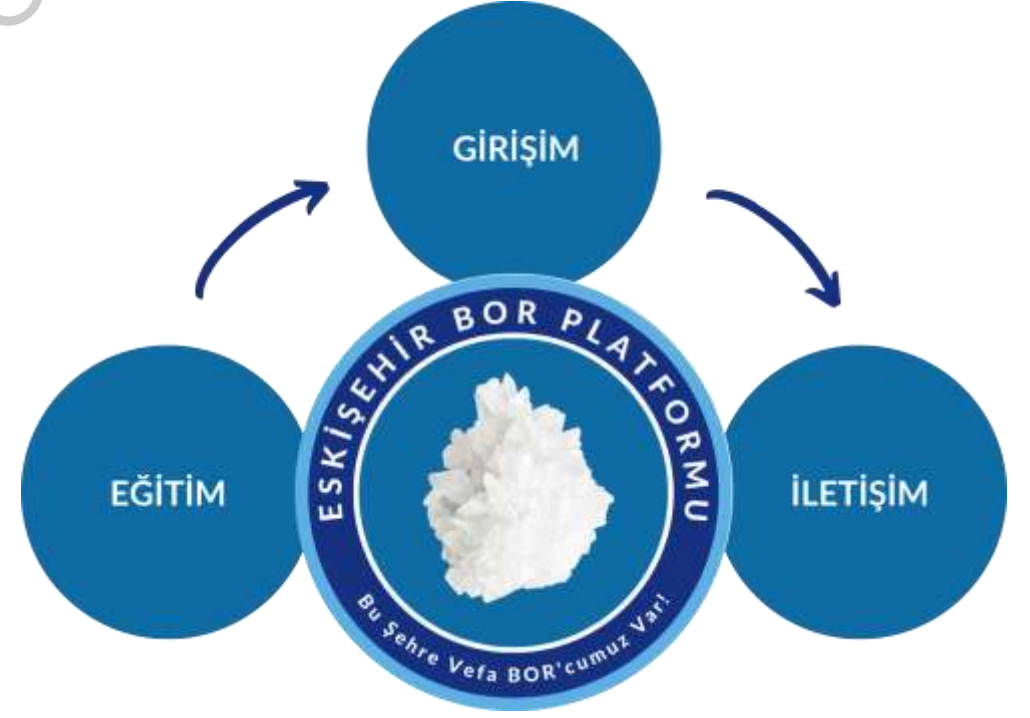 GİRİŞİM
ESKİŞEHİR BOR PLATFORMU
EĞİTİM
İLETİŞİM
Bu Şehre Vefa BOR'cumuz Var!